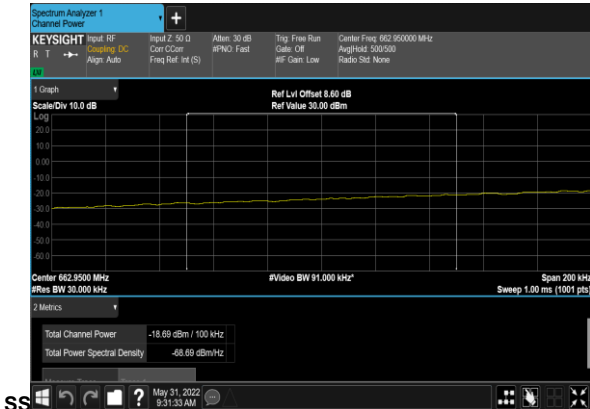 Spectrum Analyzer 1
Channel Power
+
KEYSIGHT Input: RF Input Z: 50 Ω Atten: 30 dB Trig: Free Run Center Freq: 662.950000 MHz
R T Coupling: DC Corr CCorr #PNO: Fast Gate: Off Avg|Hold: 500/500
Align: Auto Freq Ref: Int (S) #IF Gain: Low Radio Std: None
1 Graph
Ref Lvl Offset 8.60 dB
Scale/Div 10.0 dB Ref Value 30.00 dBm
Log
20.0
10.0
0.00
-10.0
-20.0
-30.0
-40.0
-50.0
-60.0
Center 662.9500 MHz #Video BW 91.000 kHz* Span 200 kHz
#Res BW 30.000 kHz Sweep 1.00 ms (1001 pts)
2 Metrics
Total Channel Power -18.69 dBm / 100 kHz
Total Power Spectral Density -68.69 dBm/Hz
ss
? May 31, 2022
9:31:33 AM